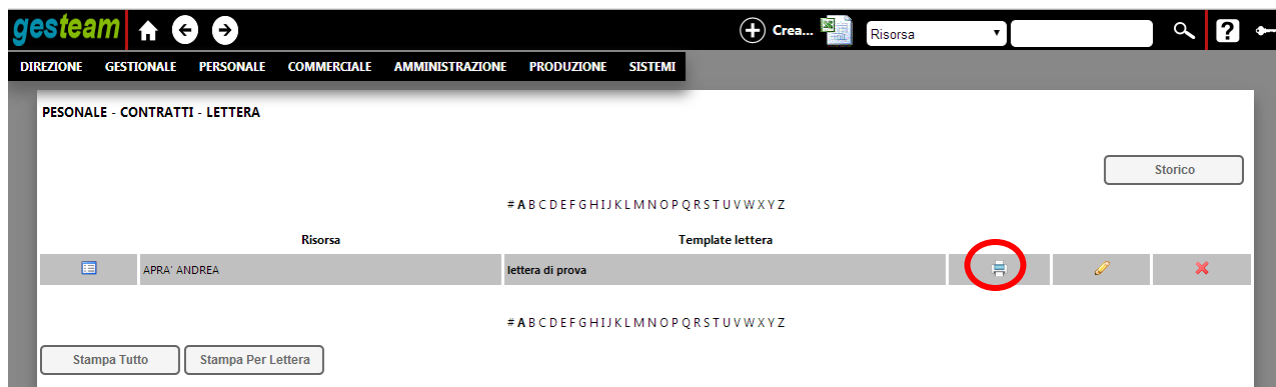 gesteam Crea... Risorsa ?
DIREZIONE GESTIONALE PERSONALE COMMERCIALE AMMINISTRAZIONE PRODUZIONE SISTEMI
PESONALE - CONTRATTI - LETTERA
Storico
# A B C D E F G H I J K L M N O P Q R S T U V W X Y Z
Risorsa Template lettera
APRA' ANDREA lettera di prova
# A B C D E F G H I J K L M N O P Q R S T U V W X Y Z
Stampa Tutto Stampa Per Lettera